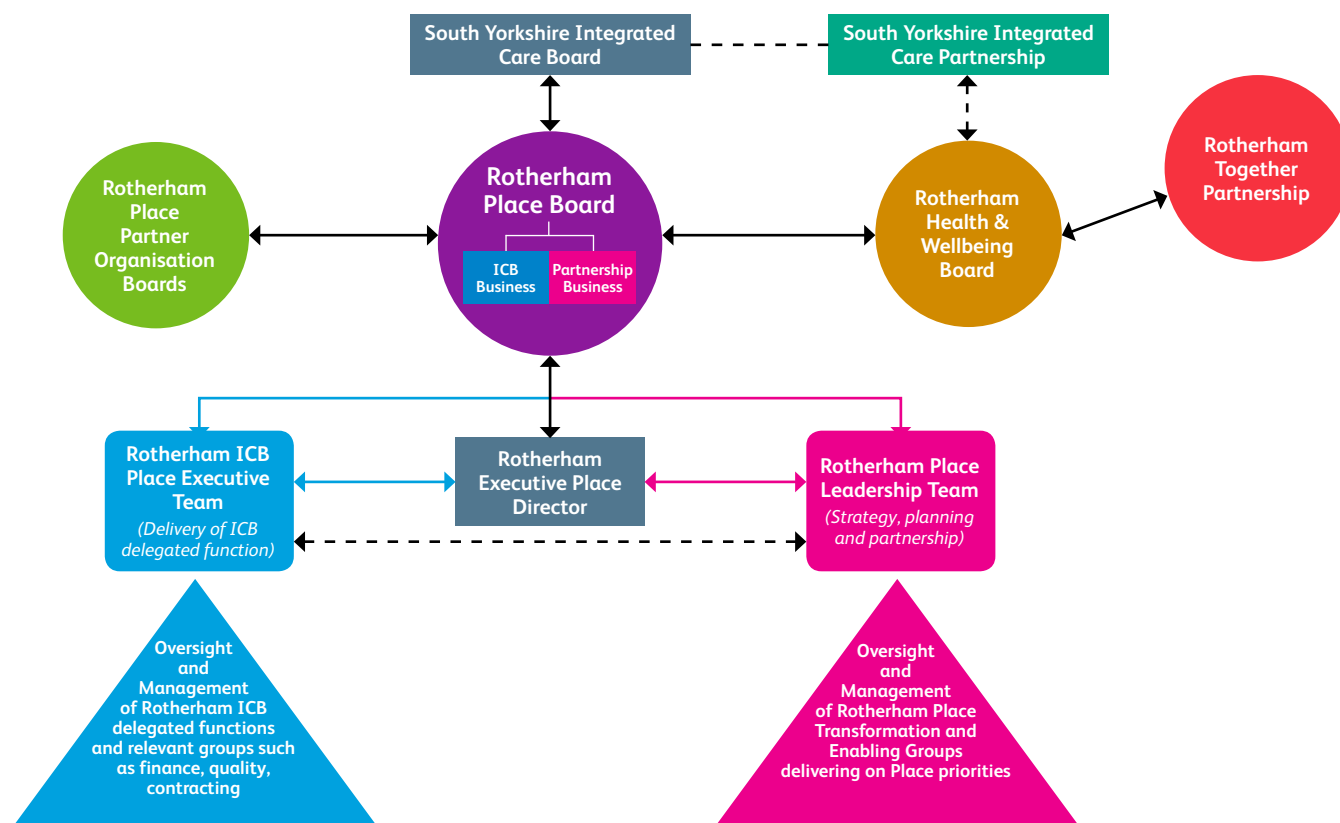 South Yorkshire Integrated
Care Board
South Yorkshire Integrated
Care Partnership
Rotherham
Place
Partner
Organisation
Boards
Rotherham
Place Board
ICB
Business
Partnership
Business
Rotherham
Health &
Wellbeing
Board
Rotherham
Together
Partnership
Rotherham ICB
Place Executive
Team
(Delivery of ICB
delegated function)
Rotherham
Executive Place
Director
Rotherham Place
Leadership Team
(Strategy, planning
and partnership)
Oversight
and
Management
of Rotherham ICB
delegated functions
and relevant groups such
as finance, quality,
contracting
Oversight
and
Management
of Rotherham Place
Transformation and
Enabling Groups
delivering on Place priorities